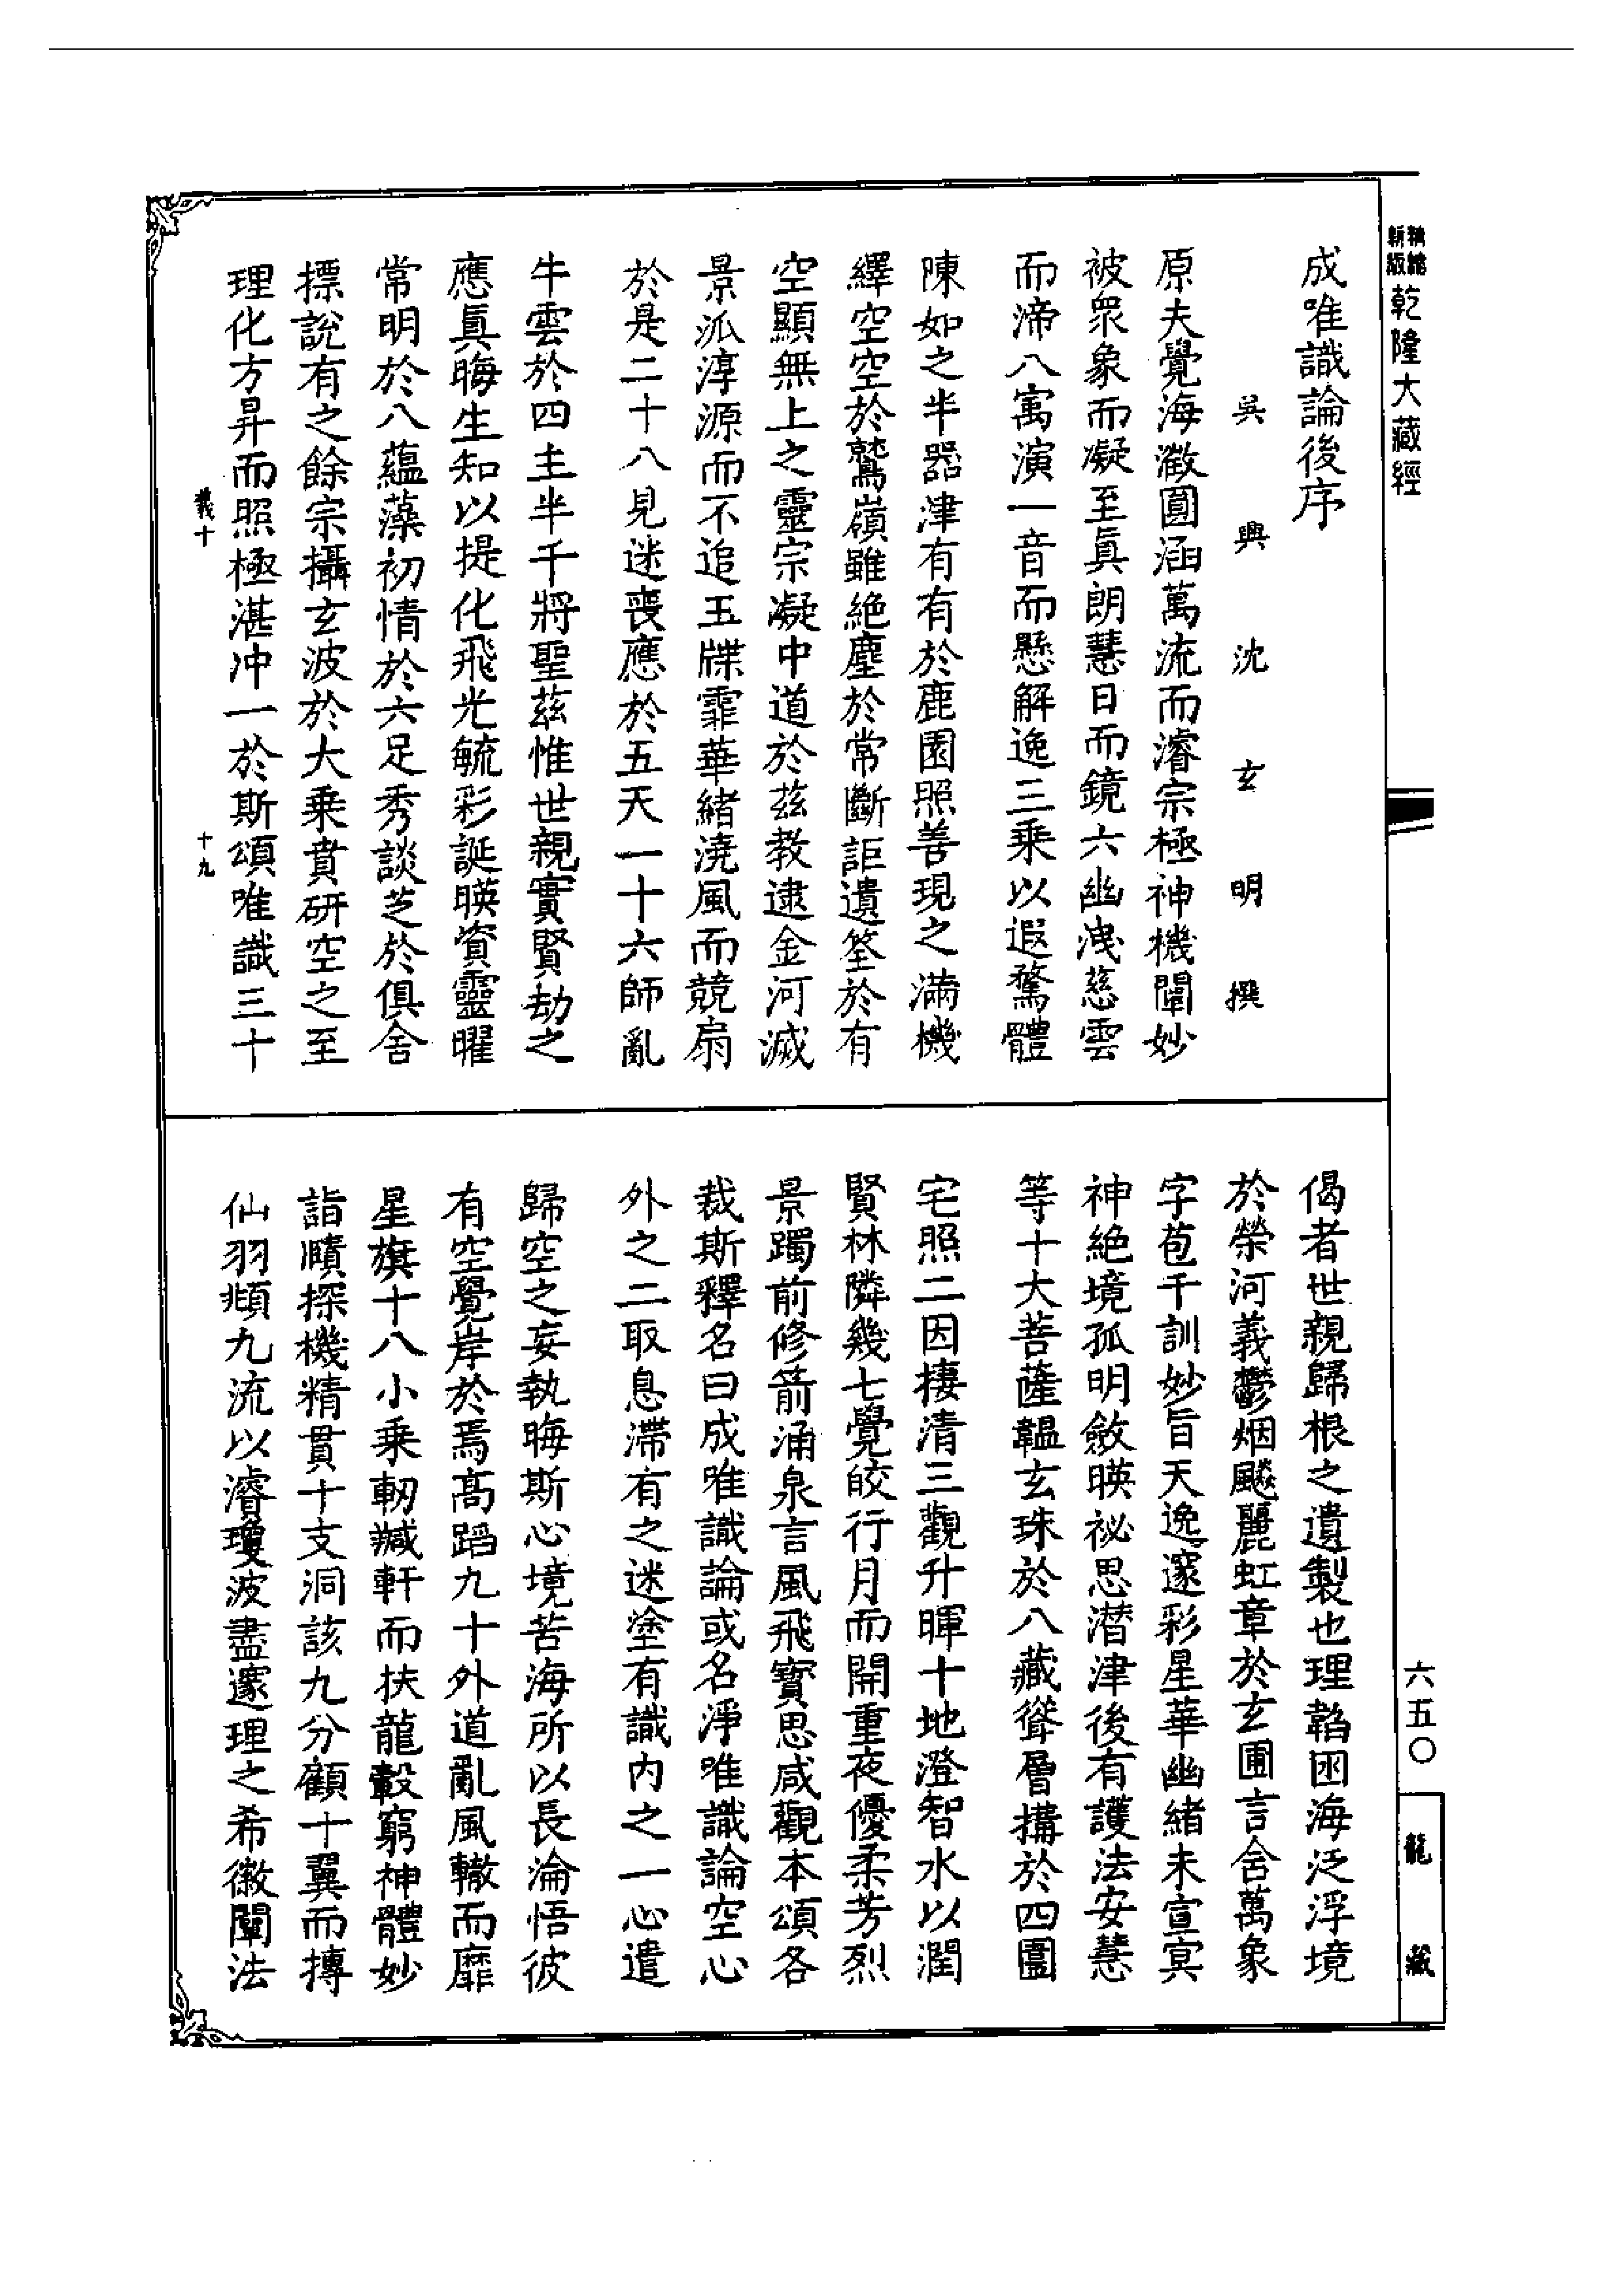 精縮
新版
乾隆大藏經
成唯識論後序
吳興沈玄明撰
原夫覺海澂圓涵萬流而濬宗極神機闡妙
被衆象而凝至眞朗慧日而鏡六幽洩慈雲
而渧八寓演一音而懸解逸三乘以遐騖體
陳如之半器津有有於鹿園照善現之滿機
繹空空於鷲嶺雖絶塵於常斷詎遺筌於有
空顯無上之靈宗凝中道於茲教逮金河滅
景派淳源而不追玉牒霏華緒澆風而競扇
於是二十八見迷喪應於五天一十六師亂
牛雲於四主半千將聖茲惟世親實賢劫之
應眞晦生知以提化飛光毓彩誕暎資靈曜
常明於八蘊藻初情於六足秀談芝於俱舍
摽說有之餘宗攝玄波於大乘賁研空之至
理化方昇而照極湛冲一於斯頌唯識三十
義十
十九
偈者世親歸根之遺製也理韜囦海泛浮境
於榮河義鬱烟飈麗虹章於玄圃言含萬象
字苞千訓妙旨天逸邃彩星華幽緒未宣冥
神絶境孤明斂暎祕思潛津後有護法安慧
等十大菩薩韞玄珠於八藏聳層搆於四圍
宅照二因捿清三觀升暉十地澄智水以潤
賢林隣幾七覺皎行月而開重夜優柔芳烈
景躅前修箭涌泉言風飛寳思咸觀本頌各
裁斯釋名曰成唯識論或名淨唯識論空心
外之二取息滯有之迷塗有識内之一心遣
歸空之妄執晦斯心境苦海所以長淪悟彼
有空覺岸於焉髙蹈九十外道亂風轍而靡
星旗十八小乘軔羸軒而扶龍轂窮神體妙
詣賾探機精貫十支洞該九分顧十翼而摶
仙羽頫九流以濬瓊波盡邃理之希微闡法
六五〇
龍藏